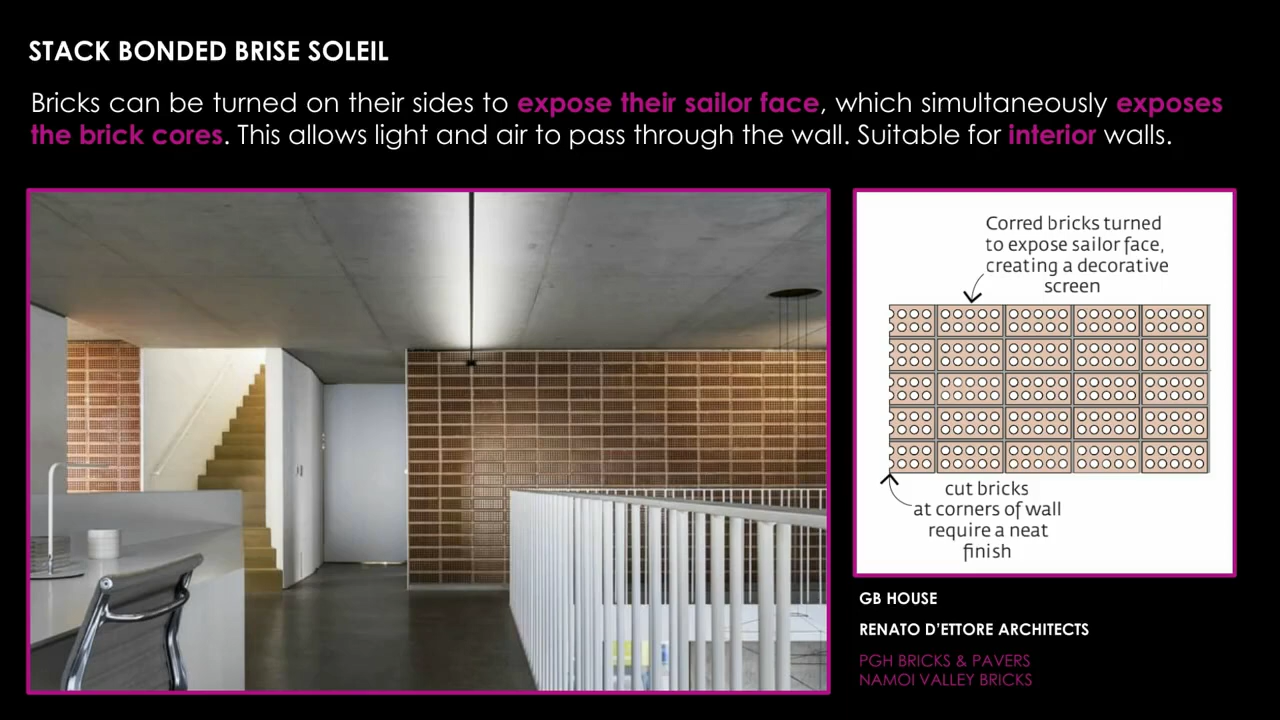 STACK BONDED BRISE SOLEIL
Bricks can be turned on their sides to expose their sailor face, which simultaneously exposes
the brick cores. This allows light and air to pass through the wall. Suitable for interior walls.
Corred bricks turned
to expose sailor face,
creating a decorative
screen
cut bricks
at corners of wall
require a neat
finish
GB HOUSE
RENATO D'ETTORE ARCHITECTS
PGH BRICKS & PAVERS
NAMOI VALLEY BRICKS